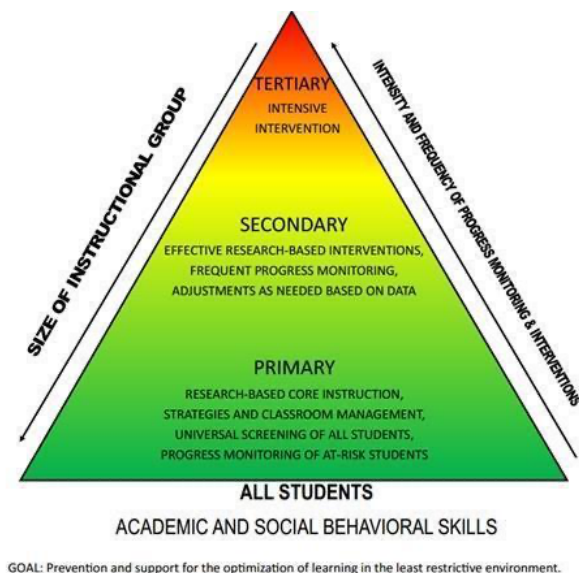 TERTIARY
INTENSIVE
INTERVENTION
SIZE OF INSTRUCTIONAL GROUP
INTENSITY AND FREQUENCY OF PROGRESS MONITORING & INTERVENTIONS
SECONDARY
EFFECTIVE RESEARCH-BASED INTERVENTIONS,
FREQUENT PROGRESS MONITORING,
ADJUSTMENTS AS NEEDED BASED ON DATA
PRIMARY
RESEARCH-BASED CORE INSTRUCTION,
STRATEGIES AND CLASSROOM MANAGEMENT,
UNIVERSAL SCREENING OF ALL STUDENTS,
PROGRESS MONITORING OF AT-RISK STUDENTS
ALL STUDENTS
ACADEMIC AND SOCIAL BEHAVIORAL SKILLS
GOAL: Prevention and support for the optimization of learning in the least restrictive environment.